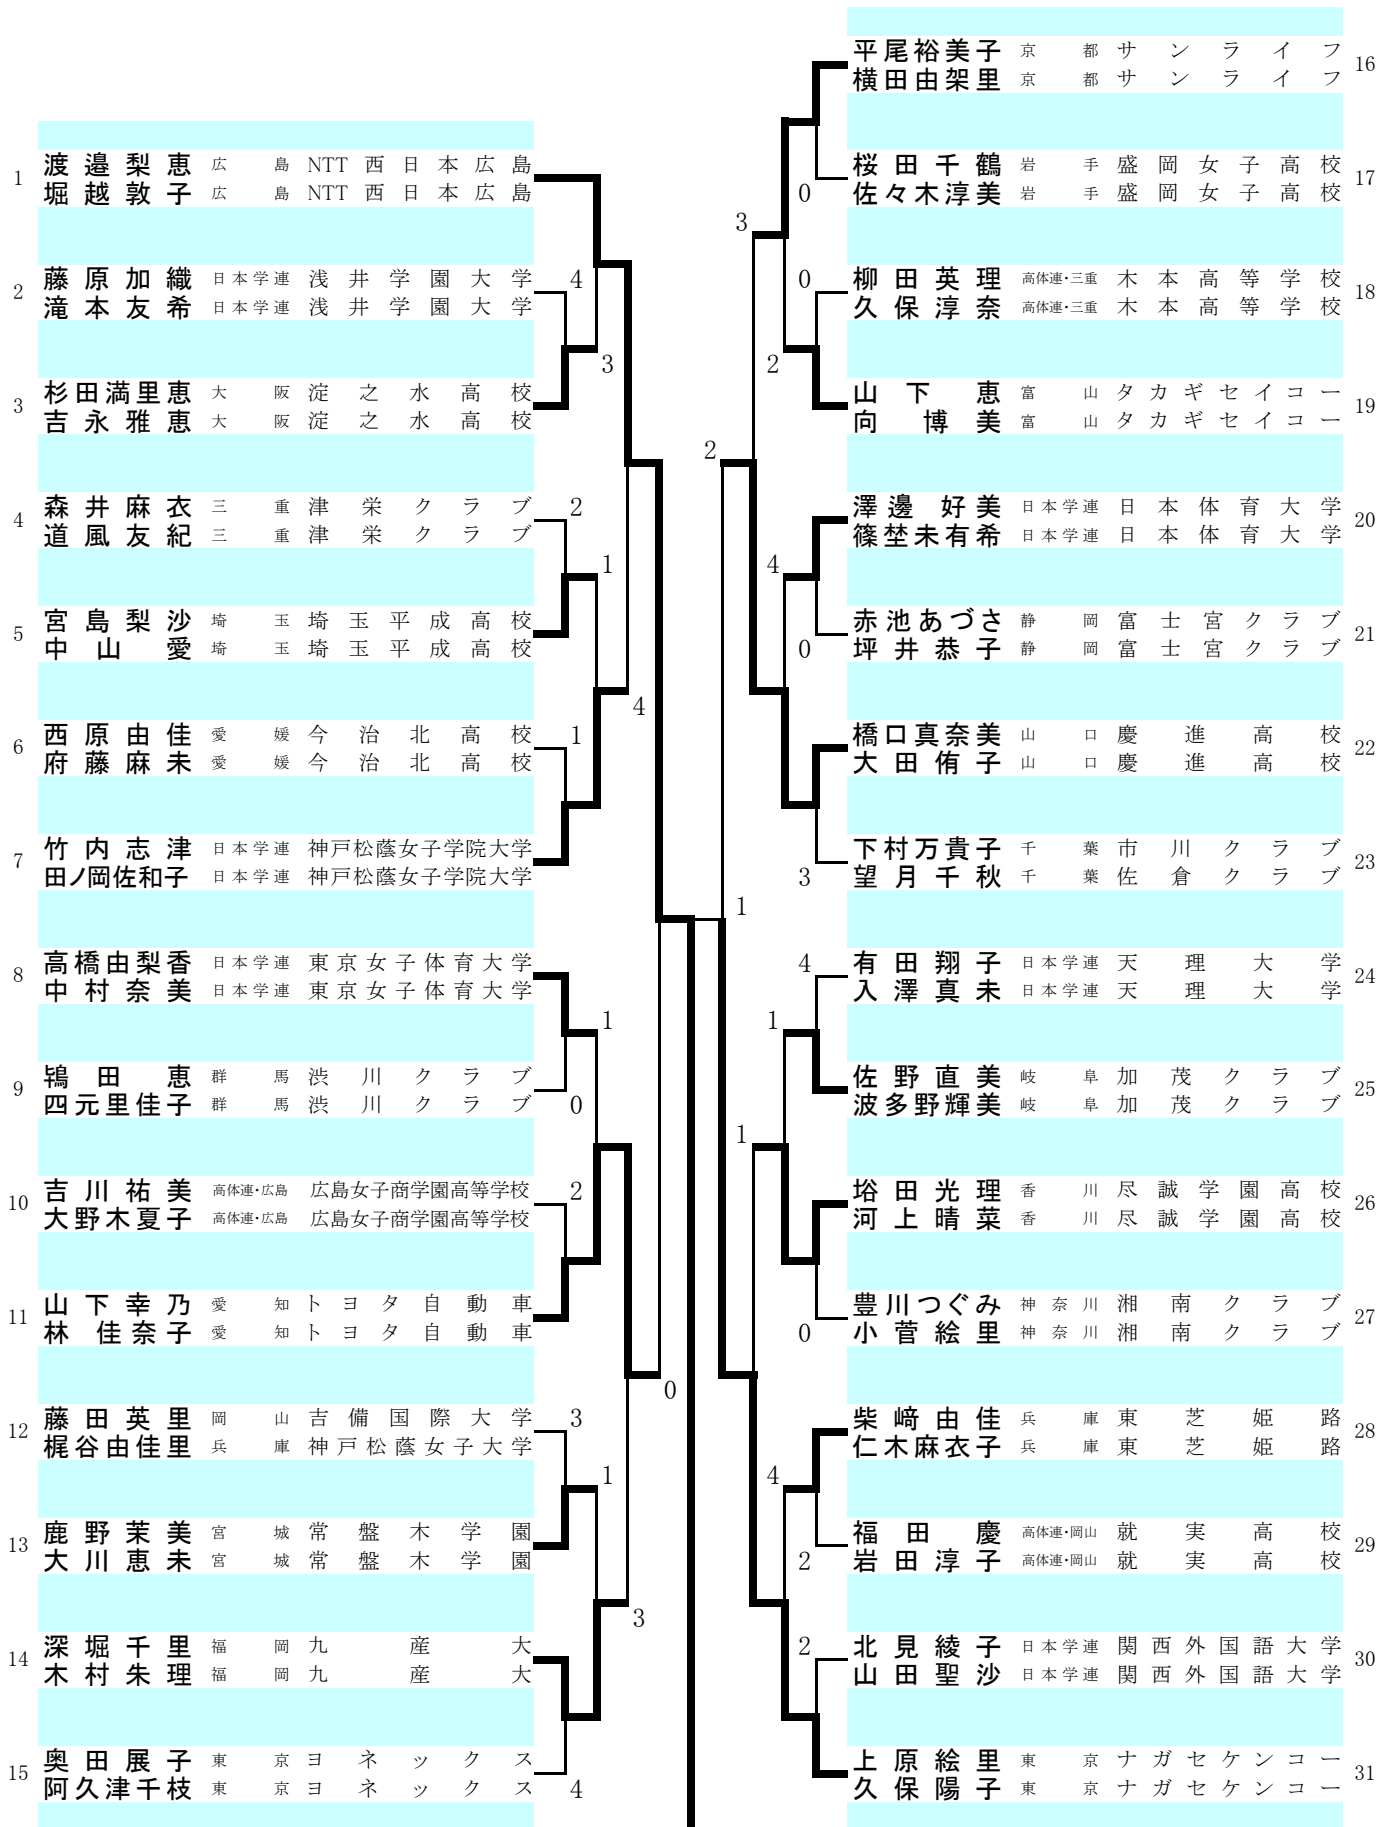 1 渡邉梨恵 広島 NTT西日本広島
堀越敦子 広島 NTT西日本広島
2 藤原加織 日本学連 浅井学園大学 4
滝本友希 日本学連 浅井学園大学
3
3 杉田満里恵 大阪 淀之水高校
吉永雅恵 大阪 淀之水高校
4 森井麻衣 三重 津栄クラブ 2
道風友紀 三重 津栄クラブ
1
5 宮島梨沙 埼玉 埼玉平成高校
中山愛 埼玉 埼玉平成高校
4
6 西原由佳 愛媛 今治北高校 1
府藤麻未 愛媛 今治北高校
7 竹内志津 日本学連 神戸松蔭女子学院大学
田ノ岡佐和子 日本学連 神戸松蔭女子学院大学
8 高橋由梨香 日本学連 東京女子体育大学
中村奈美 日本学連 東京女子体育大学
1
9 鴇田恵 群馬 渋川クラブ
四元里佳子 群馬 渋川クラブ 0
10 吉川祐美 高体連・広島 広島女子商学園高等学校 2
大野木夏子 高体連・広島 広島女子商学園高等学校
11 山下幸乃 愛知 トヨタ自動車
林佳奈子 愛知 トヨタ自動車
0
12 藤田英里 岡山 吉備国際大学 3
梶谷由佳里 兵庫 神戸松蔭女子大学
1
13 鹿野茉美 宮城 常盤木学園
大川恵未 宮城 常盤木学園
3
14 深堀千里 福岡 九産大
木村朱理 福岡 九産大
15 奥田展子 東京 ヨネックス
阿久津千枝 東京 ヨネックス 4
平尾裕美子 京都 サンライフ 16
横田由架里 京都 サンライフ
桜田千鶴 岩手 盛岡女子高校 17
0 佐々木淳美 岩手 盛岡女子高校
3
0 柳田英理 高体連・三重 木本高等学校 18
久保淳奈 高体連・三重 木本高等学校
2
山下恵 富山 タカギセイコー 19
向博美 富山 タカギセイコー
2
澤邊好美 日本学連 日本体育大学 20
篠埜未有希 日本学連 日本体育大学
4
赤池あづさ 静岡 富士宮クラブ 21
0 坪井恭子 静岡 富士宮クラブ
橋口真奈美 山口 慶進高校 22
大田侑子 山口 慶進高校
下村万貴子 千葉 市川クラブ 23
3 望月千秋 千葉 佐倉クラブ
1
4 有田翔子 日本学連 天理大学 24
入澤真未 日本学連 天理大学
1
佐野直美 岐阜 加茂クラブ 25
波多野輝美 岐阜 加茂クラブ
1
塔田光理 香川 尽誠学園高校 26
河上晴菜 香川 尽誠学園高校
豊川つぐみ 神奈川 湘南クラブ 27
0 小菅絵里 神奈川 湘南クラブ
柴﨑由佳 兵庫 東芝姫路 28
仁木麻衣子 兵庫 東芝姫路
4
福田慶 高体連・岡山 就実高校 29
2 岩田淳子 高体連・岡山 就実高校
2 北見綾子 日本学連 関西外国語大学 30
山田聖沙 日本学連 関西外国語大学
上原絵里 東京 ナガセケンコー 31
久保陽子 東京 ナガセケンコー